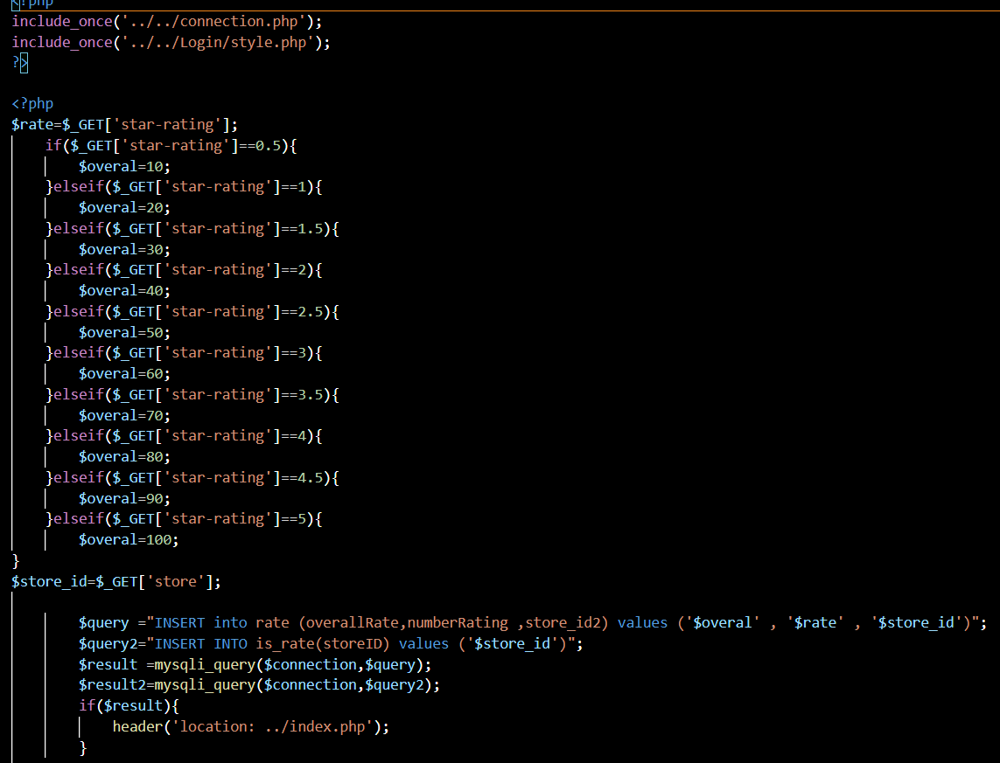 <?php
include_once('../../connection.php');
include_once('../../Login/style.php');
?>
<?php
$rate=$_GET['star-rating'];
if($_GET['star-rating']==0.5){
$overal=10;
}elseif($_GET['star-rating']==1){
$overal=20;
}elseif($_GET['star-rating']==1.5){
$overal=30;
}elseif($_GET['star-rating']==2){
$overal=40;
}elseif($_GET['star-rating']==2.5){
$overal=50;
}elseif($_GET['star-rating']==3){
$overal=60;
}elseif($_GET['star-rating']==3.5){
$overal=70;
}elseif($_GET['star-rating']==4){
$overal=80;
}elseif($_GET['star-rating']==4.5){
$overal=90;
}elseif($_GET['star-rating']==5){
$overal=100;
}
$store_id=$_GET['store'];
$query ="INSERT into rate (overallRate,numberRating ,store_id2) values ('$overal' , '$rate' , '$store_id')";
$query2="INSERT INTO is_rate(storeID) values ('$store_id')";
$result =mysqli_query($connection,$query);
$result2=mysqli_query($connection,$query2);
if($result){
header('location: ../index.php');
}